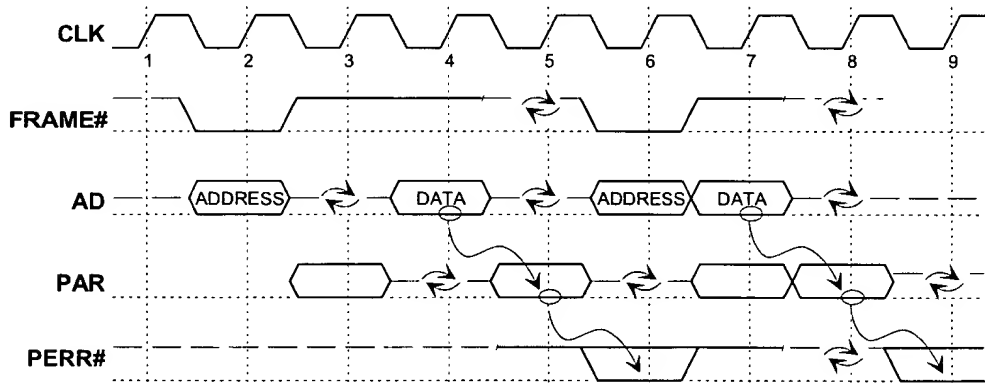 CLK
1 2 3 4 5 6 7 8 9
FRAME#
AD ADDRESS DATA ADDRESS DATA
PAR
PERR#